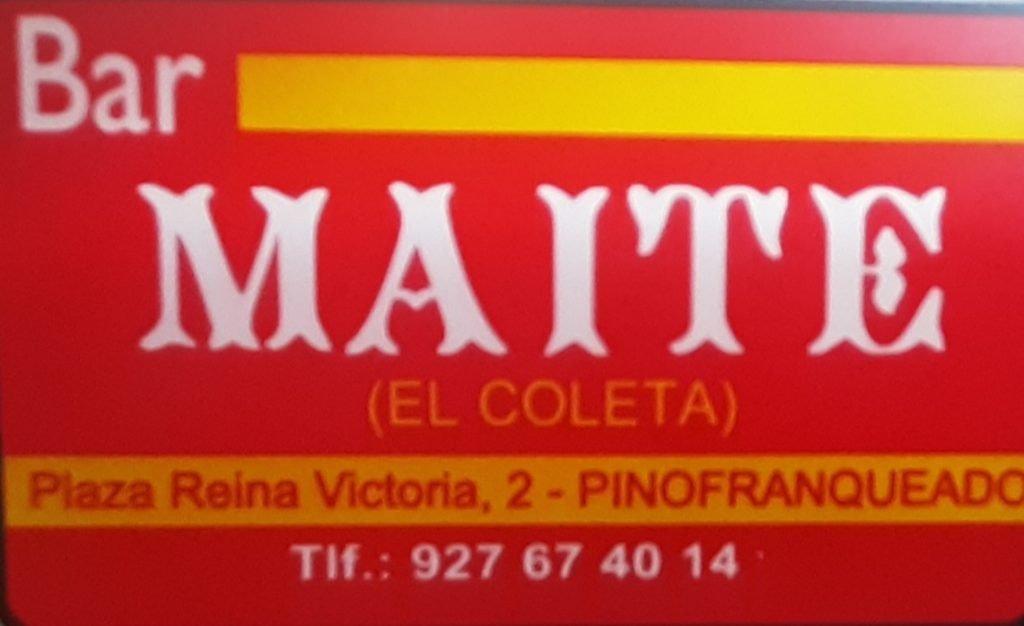 Bar
MAITE
(EL COLETA)
Plaza Reina Victoria, 2 - PINOFRANQUEADO
Tlf.: 927 67 40 14